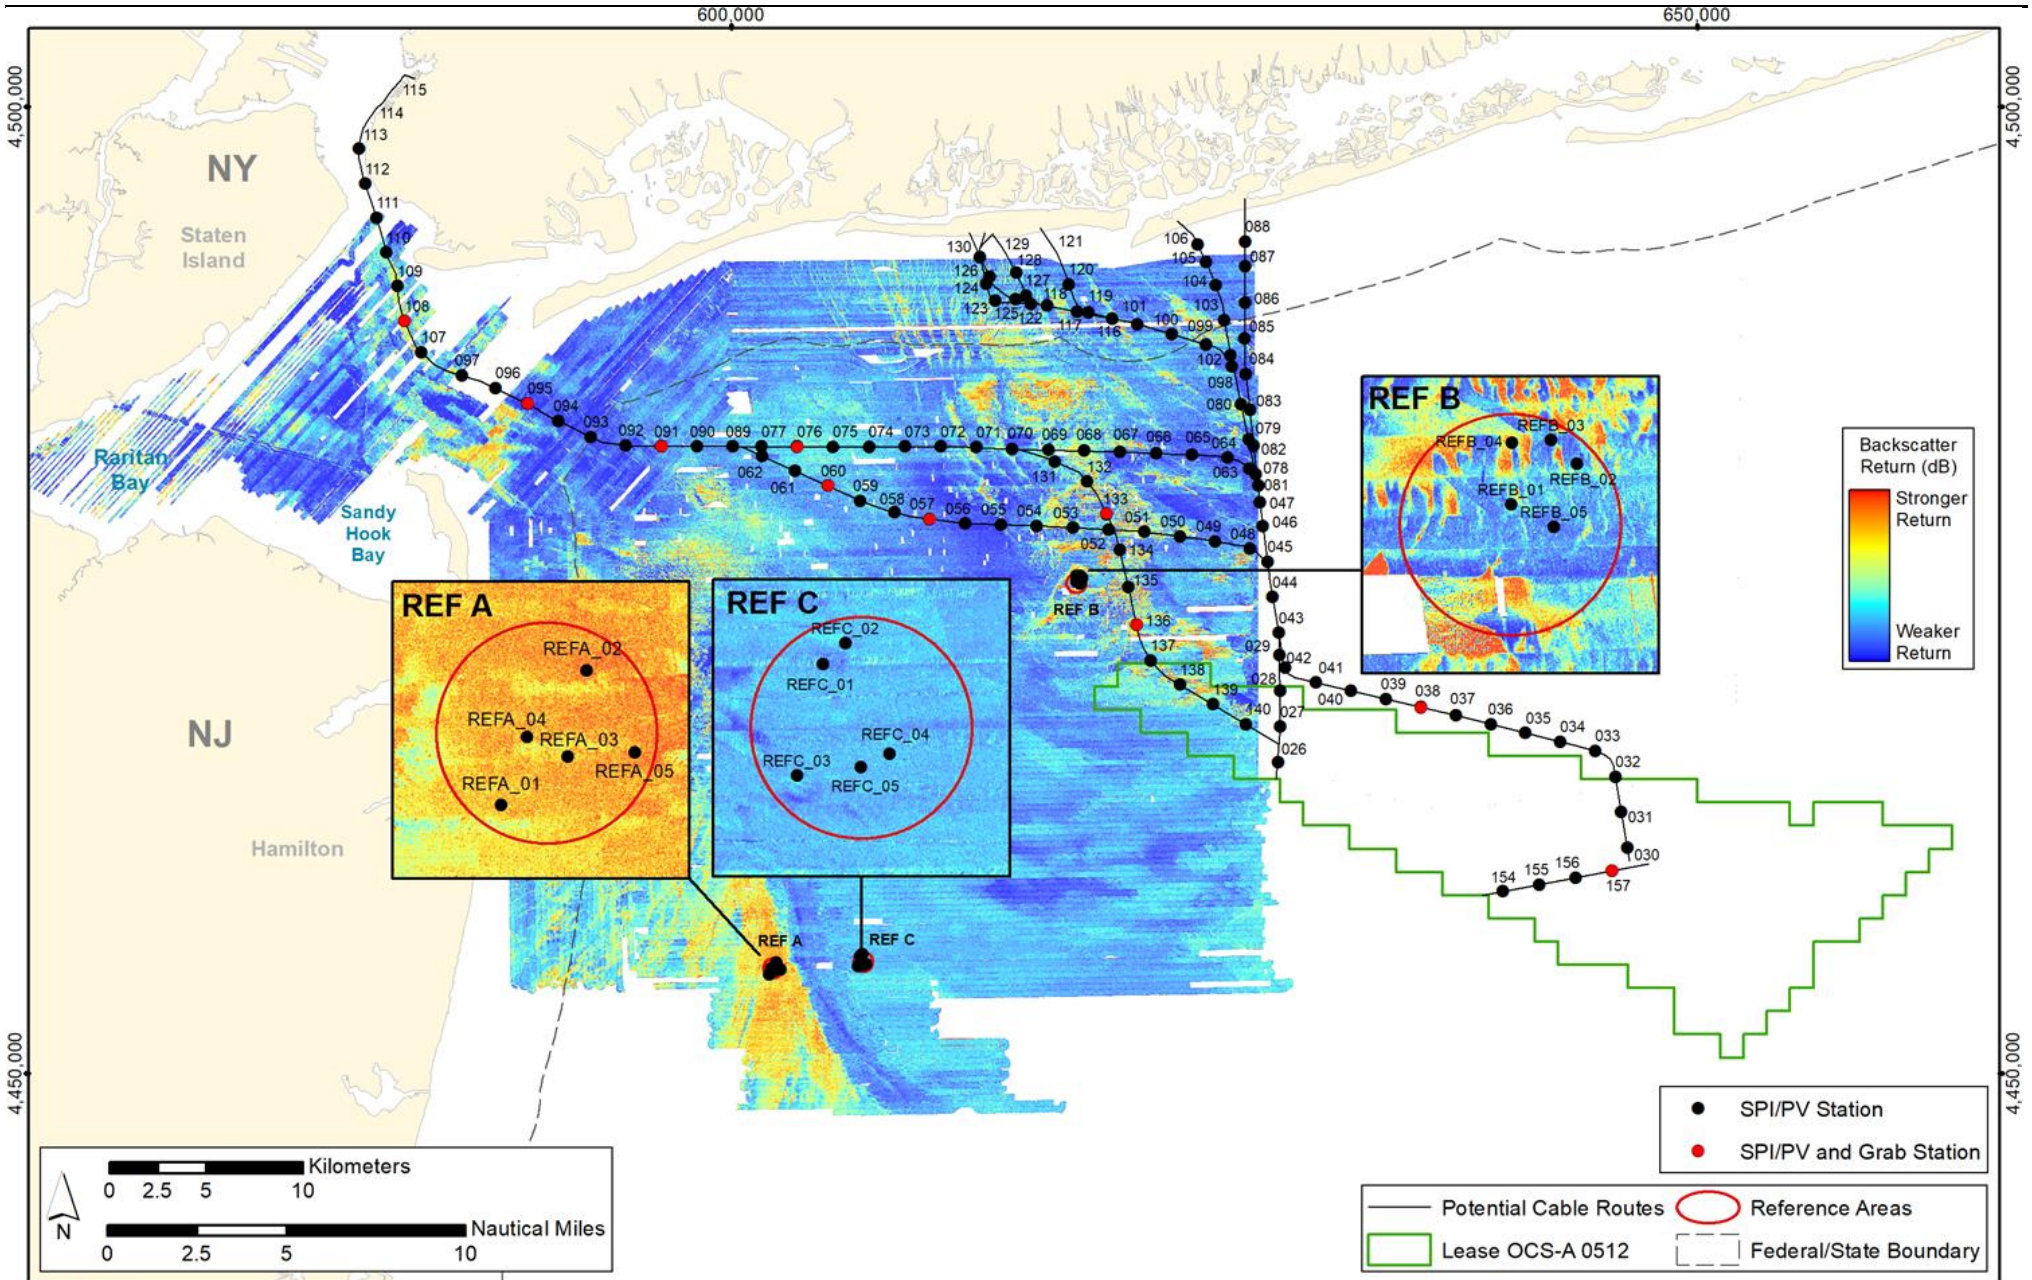 600,000
650,000
4,500,000
4,500,000
115
114
113
112
111
110
109
108
107
097
096
095
094
093
092
091
090
089
077
076
075
074
073
072
071
070
069
068
067
066
065
064
063
062
061
060
059
058
057
056
055
054
053
052
051
050
049
048
131
132
133
134
135
136
137
138
139
140
130
129
128
127
126
125
124
123
122
121
120
119
118
117
116
101
100
099
102
103
104
105
106
088
087
086
085
084
098
080
083
079
082
078
081
047
046
045
044
043
029
042
028
027
026
041
040
039
038
037
036
035
034
033
032
031
030
154
155
156
157
NY
Staten
Island
Raritan
Bay
Sandy
Hook
Bay
NJ
Hamilton
REF A
REFA_02
REFA_04
REFA_03
REFA_05
REFA_01
REF C
REFC_02
REFC_01
REFC_04
REFC_03
REFC_05
REF B
REFB_03
REFB_04
REFB_02
REFB_01
REFB_05
REF B
REF A
REF C
Backscatter
Return (dB)
Stronger
Return
Weaker
Return
4,450,000
4,450,000
SPI/PV Station
SPI/PV and Grab Station
Potential Cable Routes
Reference Areas
Lease OCS-A 0512
Federal/State Boundary
N
Kilometers
0 2.5 5 10
Nautical Miles
0 2.5 5 10